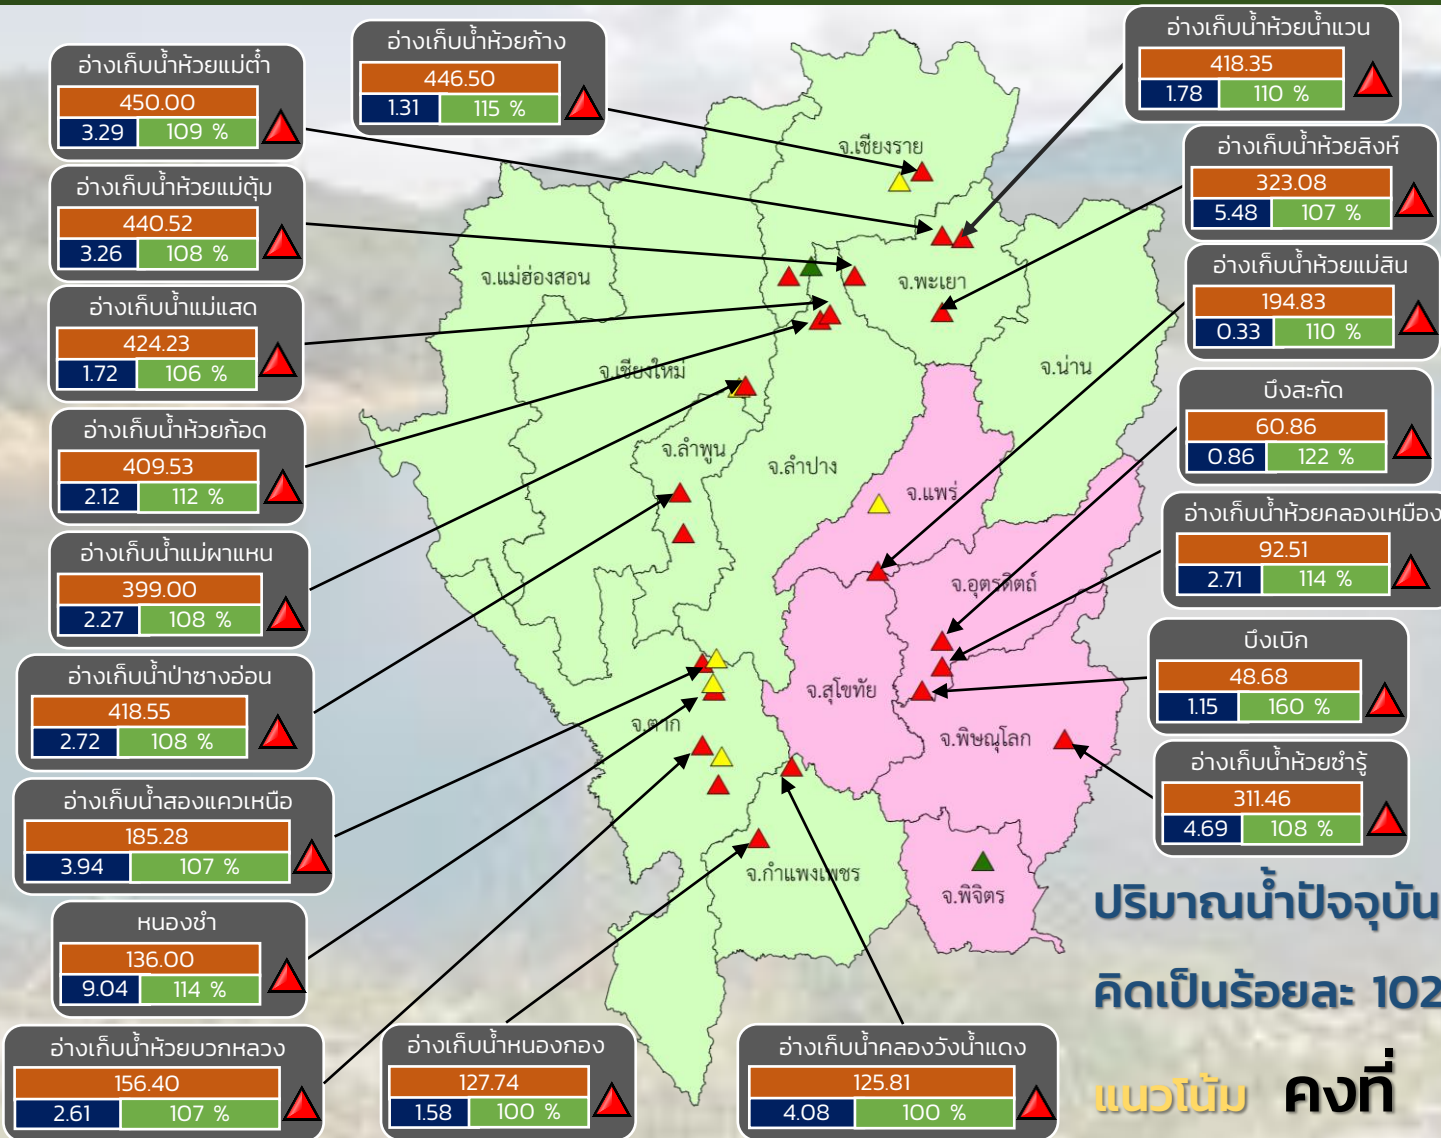 อ่างเก็บน้ำห้วยแม่ต๋ำ
450.00
3.29 109 %
อ่างเก็บน้ำห้วยก้าง
446.50
1.31 115 %
อ่างเก็บน้ำห้วยน้ำแวน
418.35
1.78 110 %
อ่างเก็บน้ำห้วยแม่ตุ้ม
440.52
3.26 108 %
อ่างเก็บน้ำห้วยสิงห์
323.08
5.48 107 %
อ่างเก็บน้ำแม่แสด
424.23
1.72 106 %
อ่างเก็บน้ำห้วยแม่สิน
194.83
0.33 110 %
อ่างเก็บน้ำห้วยก้อด
409.53
2.12 112 %
บึงสะกัด
60.86
0.86 122 %
อ่างเก็บน้ำแม่ผาแหน
399.00
2.27 108 %
อ่างเก็บน้ำห้วยคลองเหมือง
92.51
2.71 114 %
อ่างเก็บน้ำป่าซางอ่อน
418.55
2.72 108 %
บึงเบิก
48.68
1.15 160 %
อ่างเก็บน้ำสองแควเหนือ
185.28
3.94 107 %
อ่างเก็บน้ำห้วยซำรู้
311.46
4.69 108 %
หนองชำ
136.00
9.04 114 %
อ่างเก็บน้ำห้วยบวกหลวง
156.40
2.61 107 %
อ่างเก็บน้ำหนองกอง
127.74
1.58 100 %
อ่างเก็บน้ำคลองวังน้ำแดง
125.81
4.08 100 %
จ.เชียงราย
จ.แม่ฮ่องสอน
จ.พะเยา
จ.เชียงใหม่
จ.น่าน
จ.ลำพูน
จ.ลำปาง
จ.แพร่
จ.อุตรดิตถ์
จ.สุโขทัย
จ.ตาก
จ.พิษณุโลก
จ.กำแพงเพชร
จ.พิจิตร
ปริมาณน้ำปัจจุบัน
คิดเป็นร้อยละ 102
แนวโน้ม คงที่